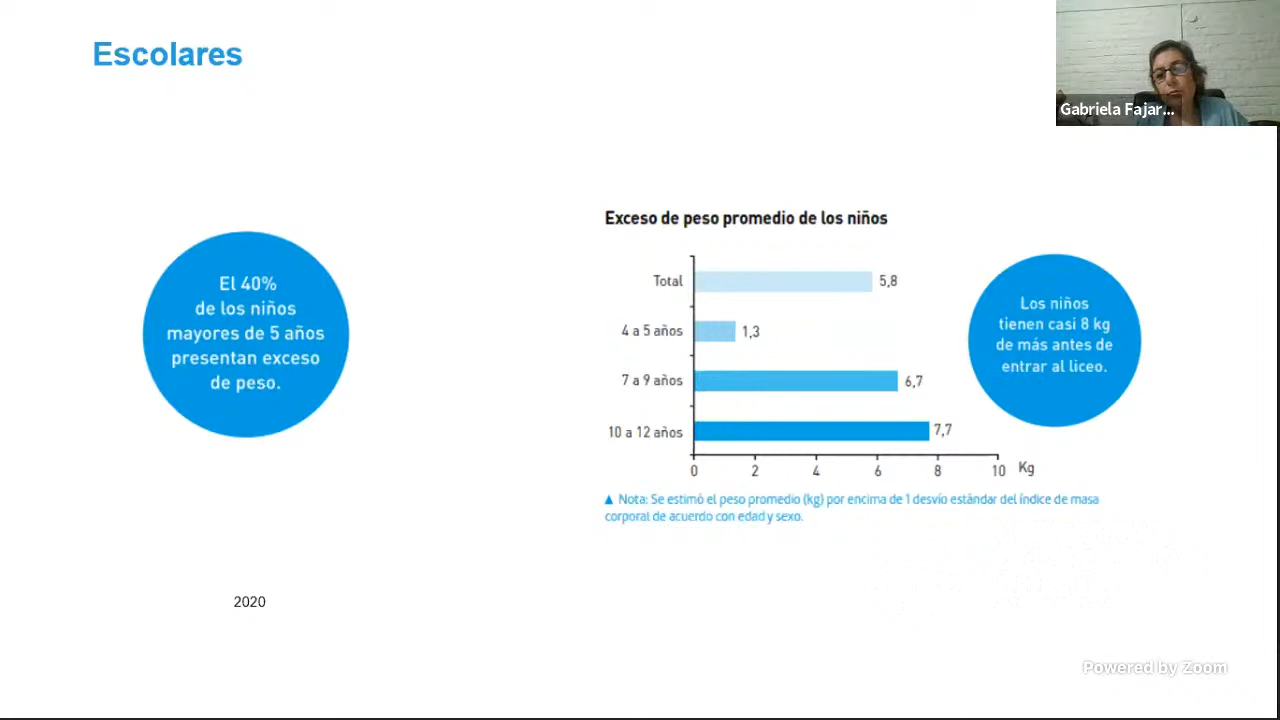 Escolares
Gabriela Fajar...
El 40%
de los niños
mayores de 5 años
presentan exceso
de peso.
Exceso de peso promedio de los niños
Total
5,8
4 a 5 años
1,3
7 a 9 años
6,7
10 a 12 años
7,7
0 2 4 6 8 10 Kg
Los niños
tienen casi 8 kg
de más antes de
entrar al liceo.
▲ Nota: Se estimó el peso promedio (kg) por encima de 1 desvío estándar del índice de masa
corporal de acuerdo con edad y sexo.
2020
Powered by Zoom